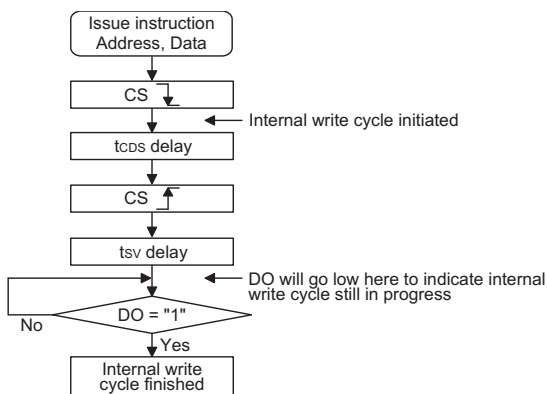 Issue instruction
Address, Data
CS
Internal write cycle initiated
tCDS delay
CS
tSV delay
DO will go low here to indicate internal
write cycle still in progress
DO = "1"
No
Yes
Internal write
cycle finished